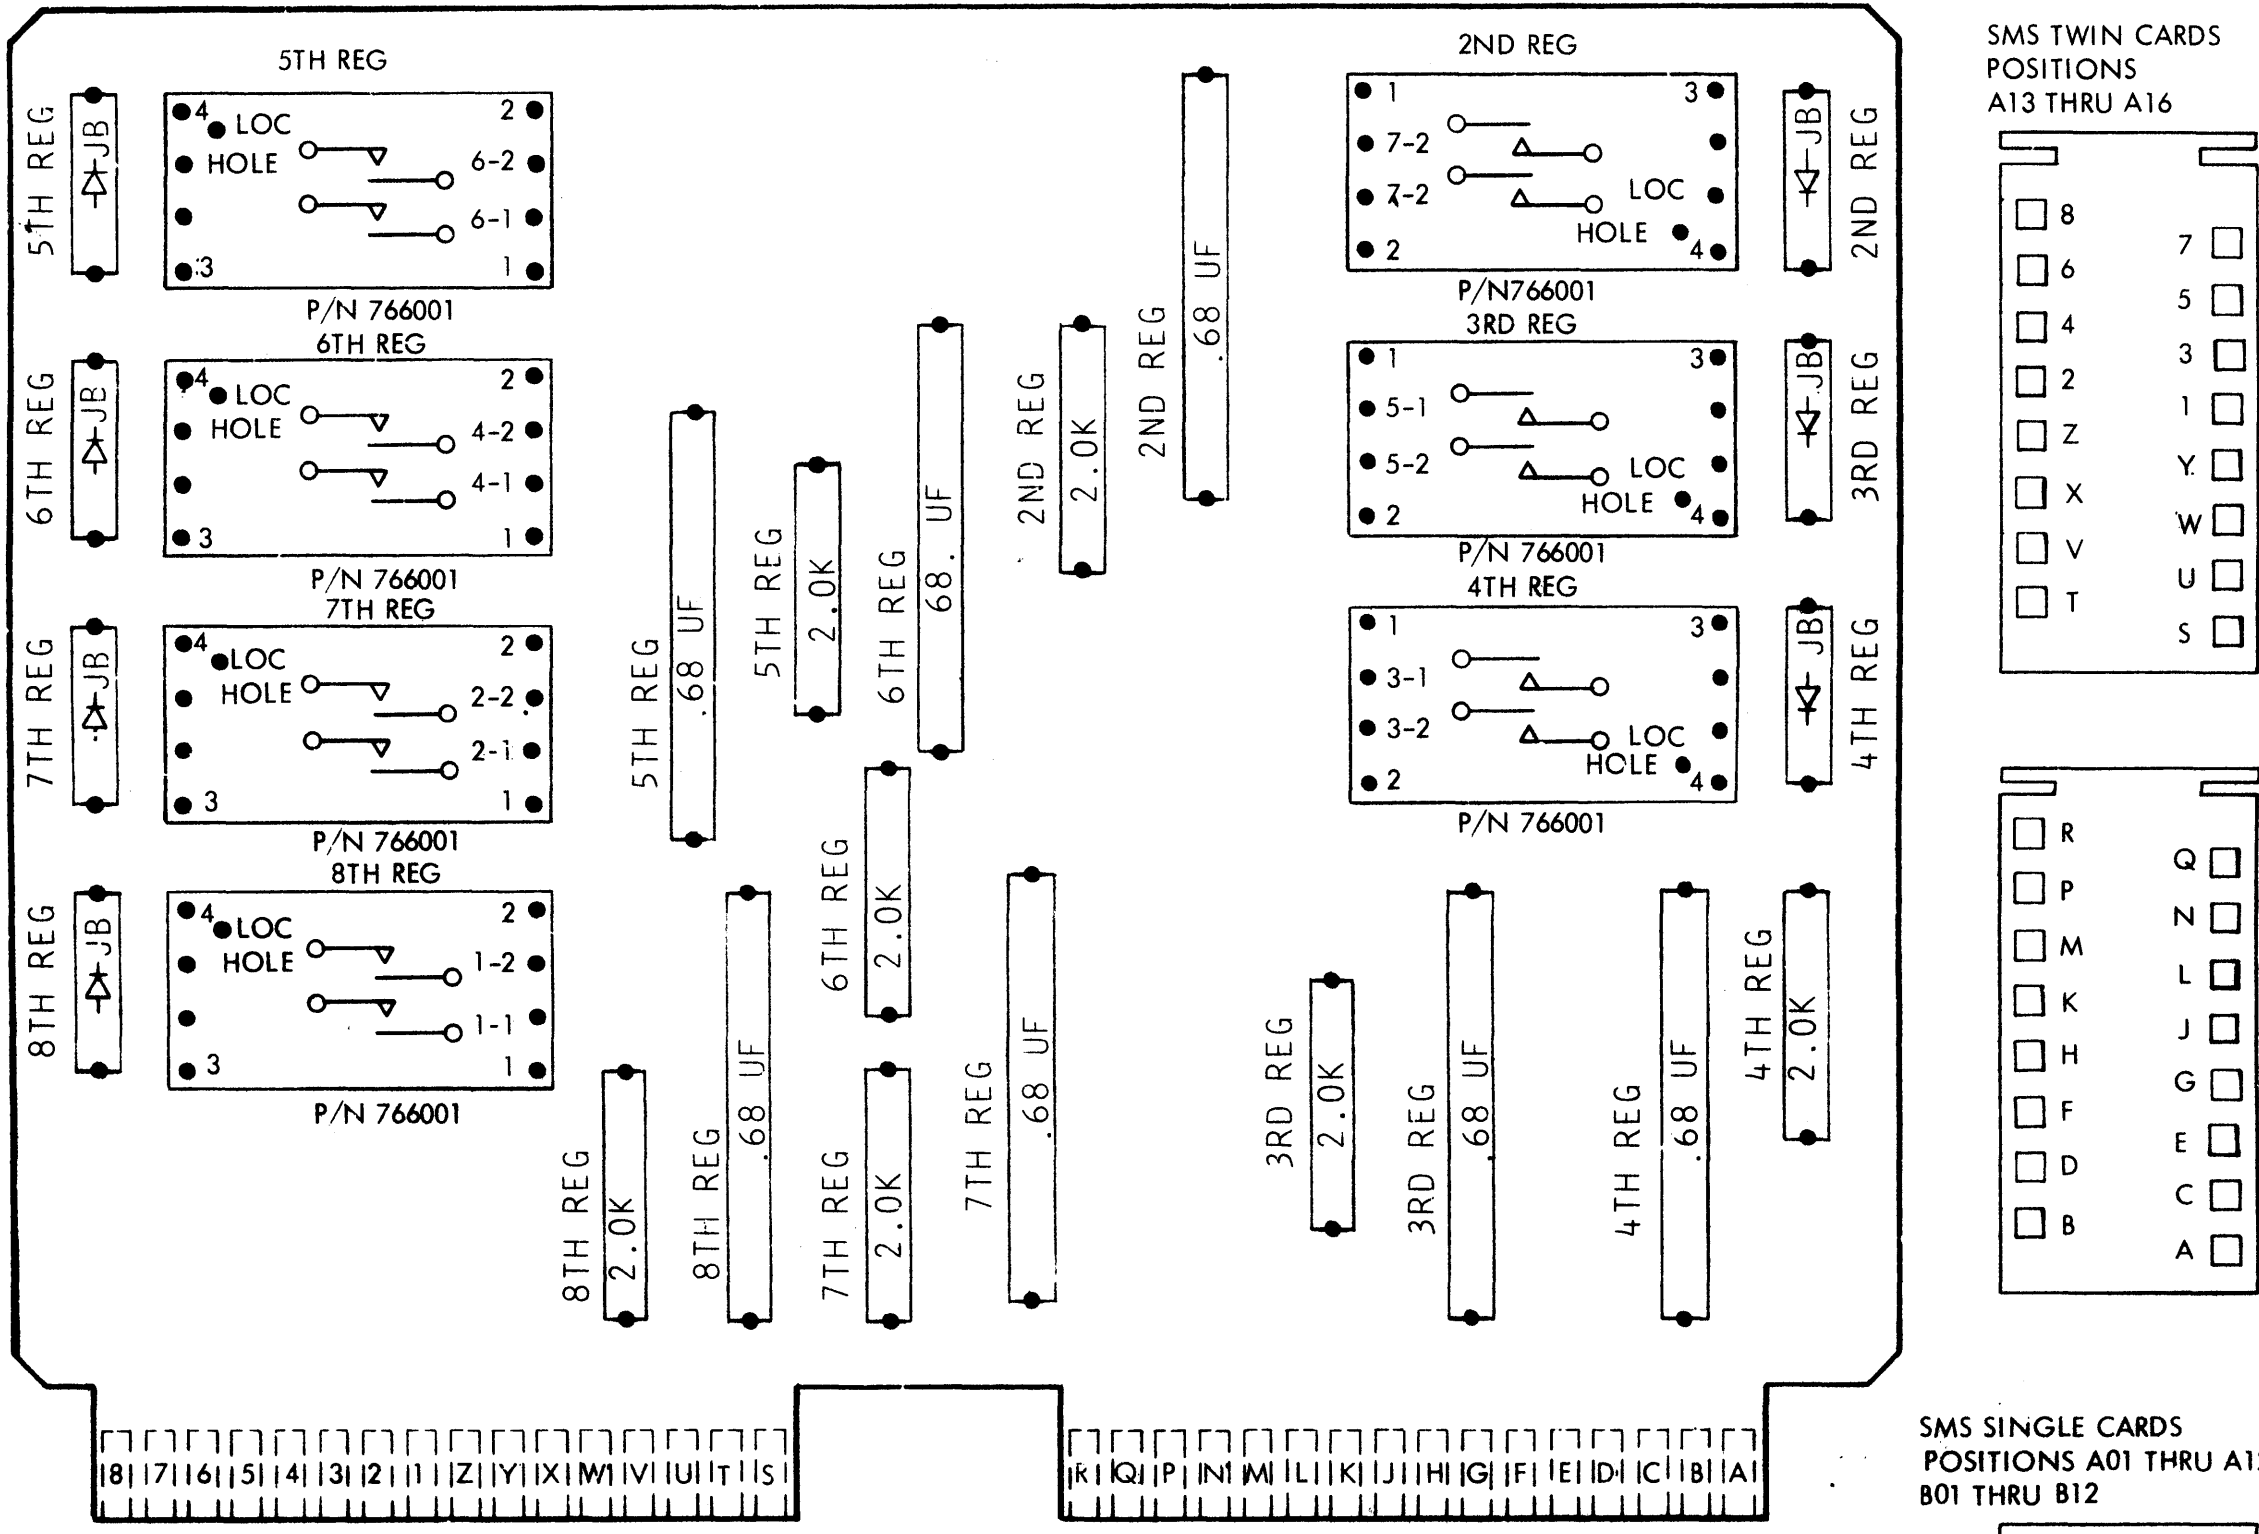 5TH REG
5TH REG
JB
4
LOC
HOLE
2
6-2
6-1
3
1
P/N 766001
6TH REG
6TH REG
JB
4
LOC
HOLE
2
4-2
4-1
3
1
P/N 766001
7TH REG
7TH REG
JB
4
LOC
HOLE
2
2-2
2-1
3
1
P/N 766001
8TH REG
8TH REG
JB
4
LOC
HOLE
2
1-2
1-1
3
1
P/N 766001
5TH REG
.68 UF
5TH REG
2.0K
6TH REG
68. UF
2ND REG
2.0K
2ND REG
.68 UF
6TH REG
2.0K
8TH REG
2.0K
8TH REG
.68 UF
7TH REG
2.0K
7TH REG
.68 UF
3RD REG
2.0K
3RD REG
.68 UF
4TH REG
.68 UF
4TH REG
2.0K
2ND REG
1
3
7-2
7-2
LOC
HOLE
2
4
P/N766001
JB
2ND REG
3RD REG
1
3
5-1
5-2
LOC
HOLE
2
4
P/N 766001
JB
3RD REG
4TH REG
1
3
3-1
3-2
LOC
HOLE
2
4
P/N 766001
JB
4TH REG
8 7 6 5 4 3 2 1 Z Y X W V U T S
R Q P N M L K J H G F E D C B A
SMS TWIN CARDS
POSITIONS
A13 THRU A16
8
7
6
5
4
3
2
1
Z
Y
X
W
V
U
T
S
R
Q
P
N
M
L
K
J
H
G
F
E
D
C
B
A
SMS SINGLE CARDS
POSITIONS A01 THRU A12
B01 THRU B12